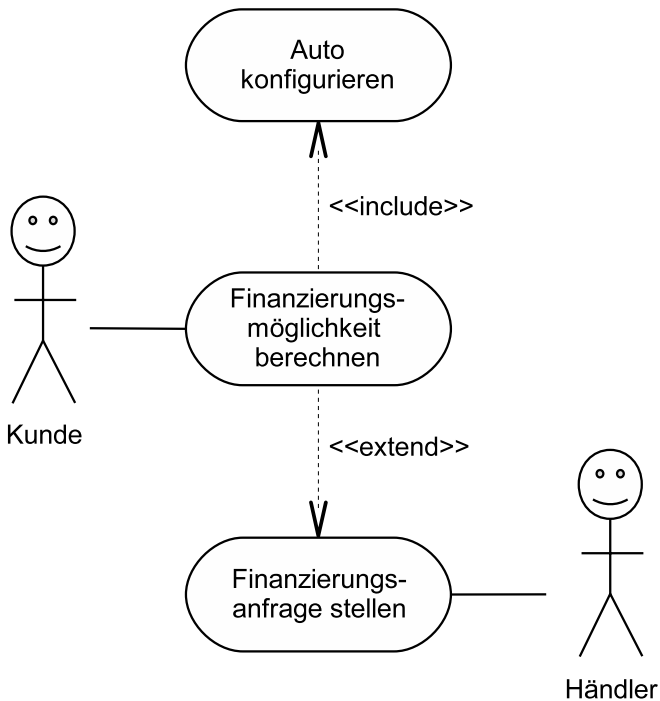 Auto
konfigurieren
<<include>>
Finanzierungs-
möglichkeit
berechnen
Kunde
<<extend>>
Finanzierungs-
anfrage stellen
Händler